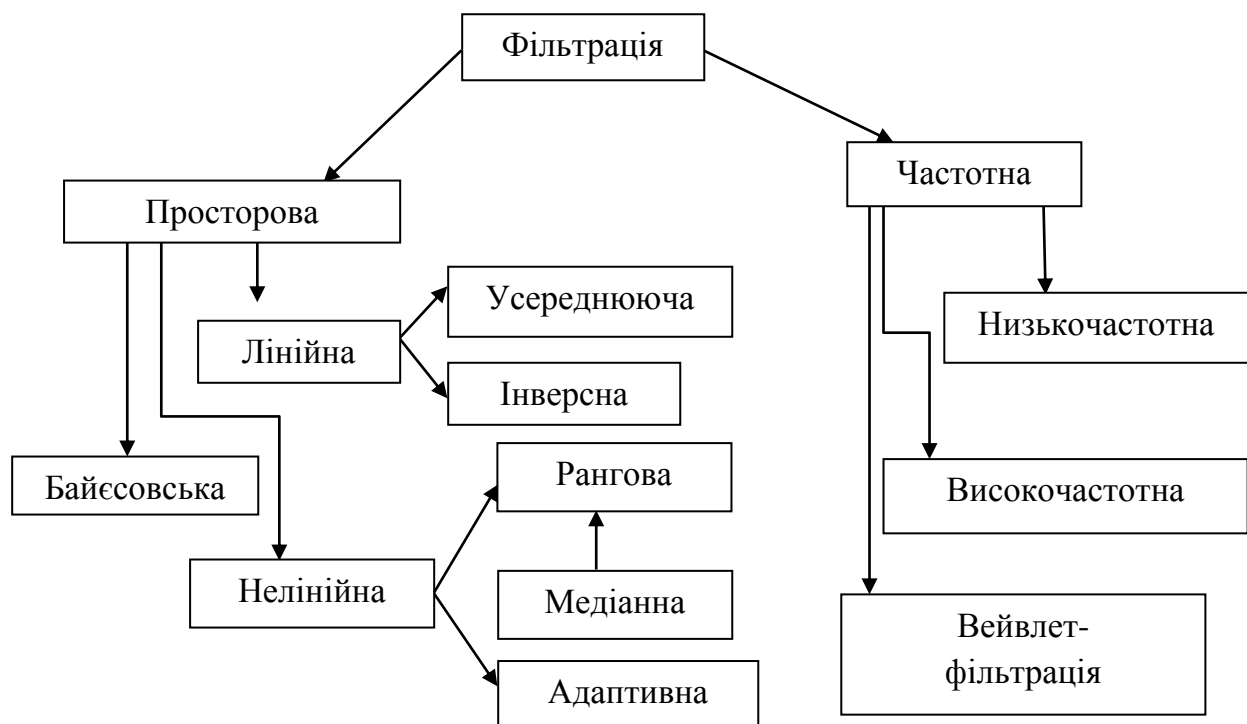 Фільтрація
Частотна
Просторова
Усереднююча
Низькочастотна
Лінійна
Інверсна
Рангова
Байєсовська
Високочастотна
Нелінійна
Медіанна
Вейвлет-
фільтрація
Адаптивна